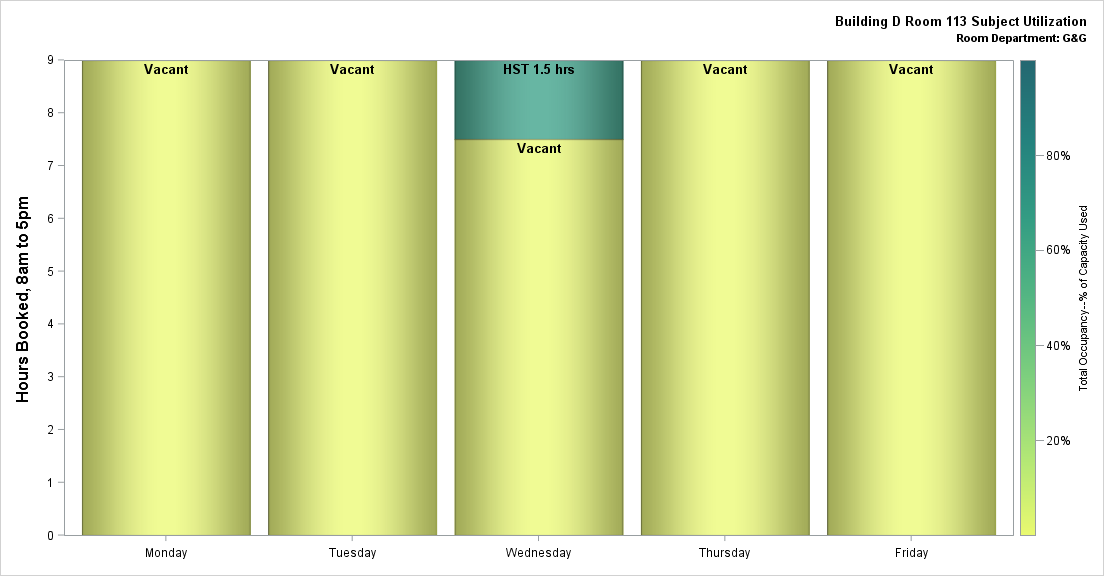 Building D Room 113 Subject Utilization
Room Department: G&G
Hours Booked, 8am to 5pm
9
8
7
6
5
4
3
2
1
0
Vacant
Vacant
HST 1.5 hrs
Vacant
Vacant
Vacant
Monday
Tuesday
Wednesday
Thursday
Friday
80%
60%
40%
20%
Total Occupancy--% of Capacity Used